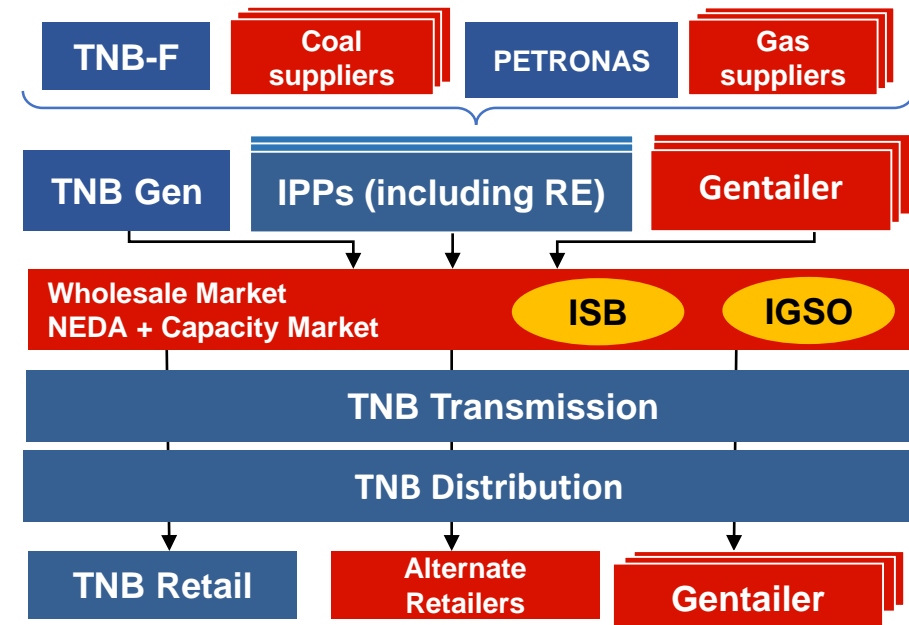 TNB-F
Coal
suppliers
PETRONAS
Gas
suppliers
TNB Gen
IPPs (including RE)
Gentailer
Wholesale Market
NEDA + Capacity Market
ISB
IGSO
TNB Transmission
TNB Distribution
TNB Retail
Alternate
Retailers
Gentailer